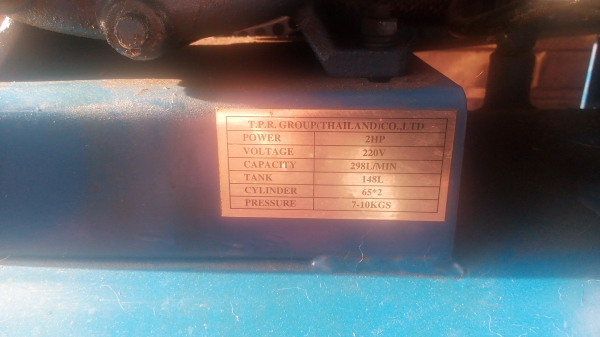 T.P.R. GROUP(THAILAND)CO.,LTD
POWER 2HP
VOLTAGE 220V
CAPACITY 298L/MIN
TANK 148L
CYLINDER 65*2
PRESSURE 7-10KGS